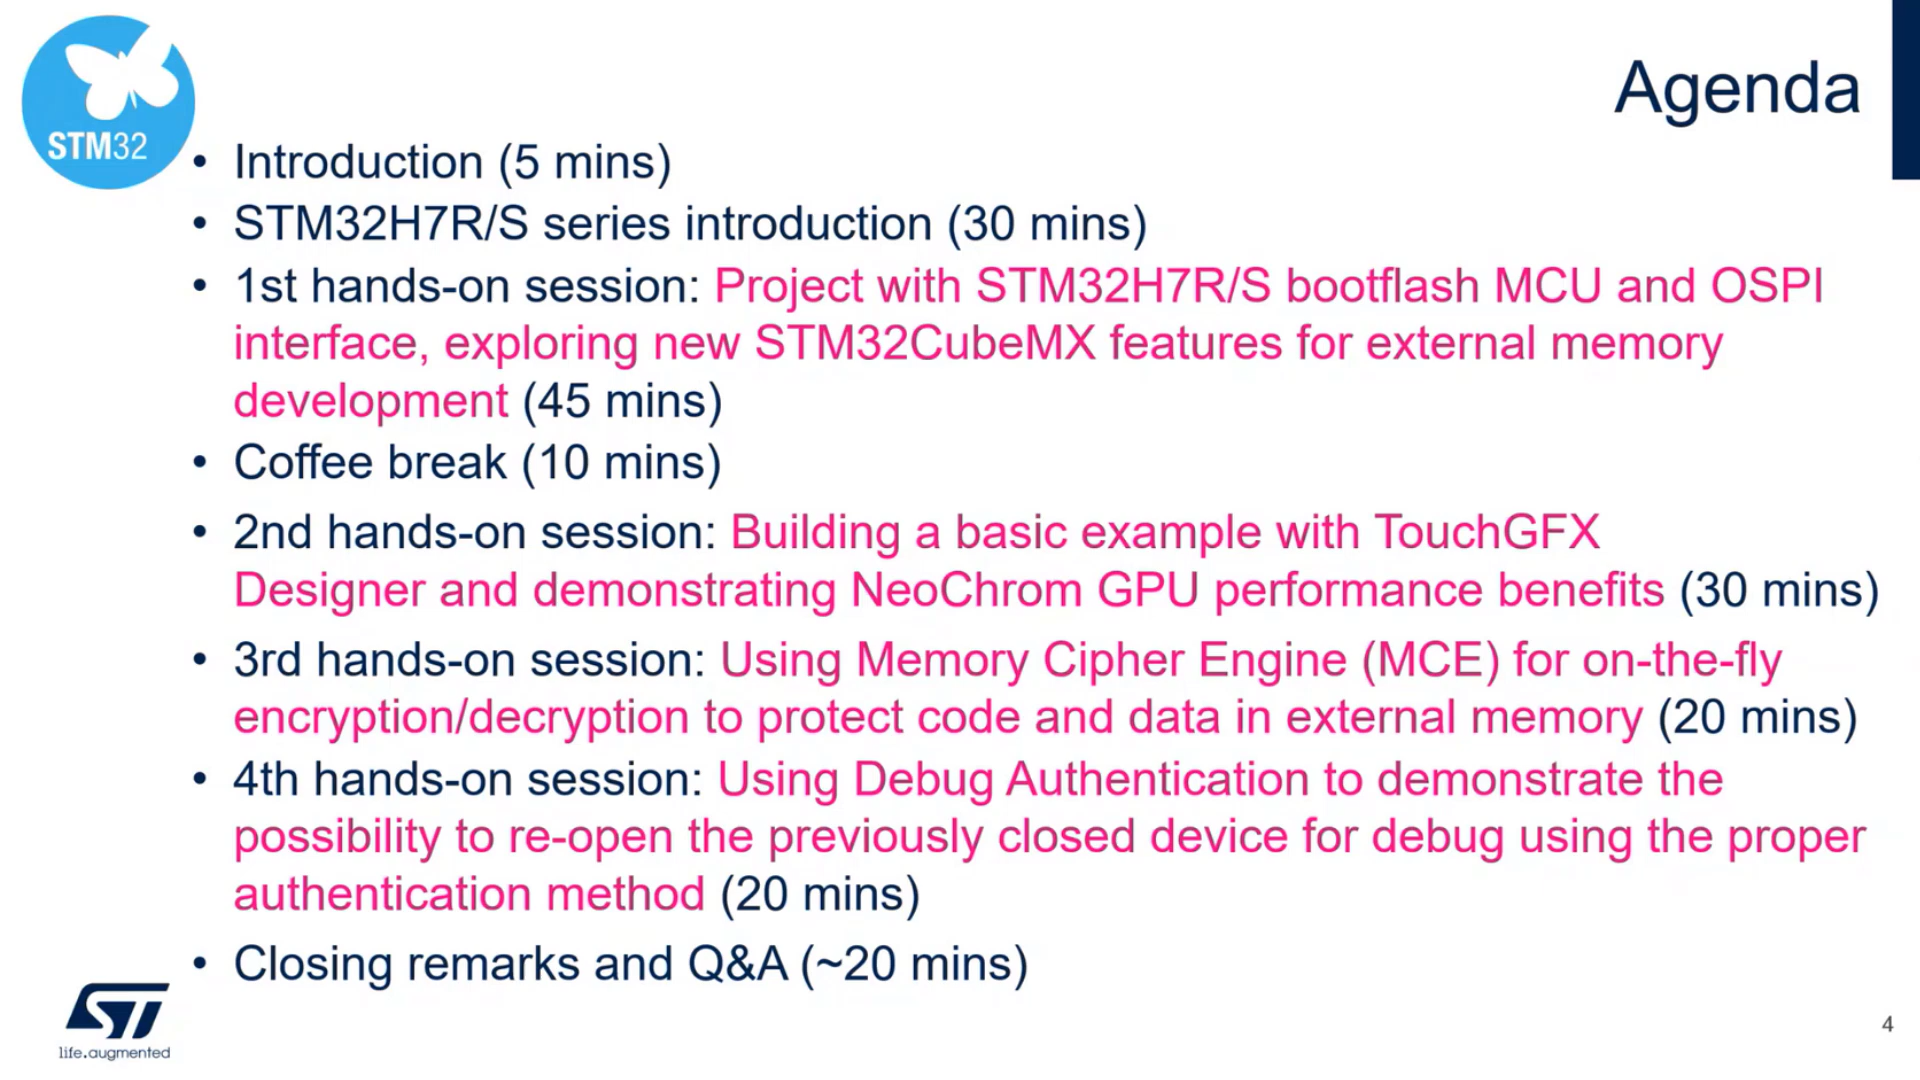 STM32
Agenda
• Introduction (5 mins)
• STM32H7R/S series introduction (30 mins)
• 1st hands-on session: Project with STM32H7R/S bootflash MCU and OSPI
interface, exploring new STM32CubeMX features for external memory
development (45 mins)
• Coffee break (10 mins)
• 2nd hands-on session: Building a basic example with TouchGFX
Designer and demonstrating NeoChrom GPU performance benefits (30 mins)
• 3rd hands-on session: Using Memory Cipher Engine (MCE) for on-the-fly
encryption/decryption to protect code and data in external memory (20 mins)
• 4th hands-on session: Using Debug Authentication to demonstrate the
possibility to re-open the previously closed device for debug using the proper
authentication method (20 mins)
• Closing remarks and Q&A (~20 mins)
ST
life.augmented
4